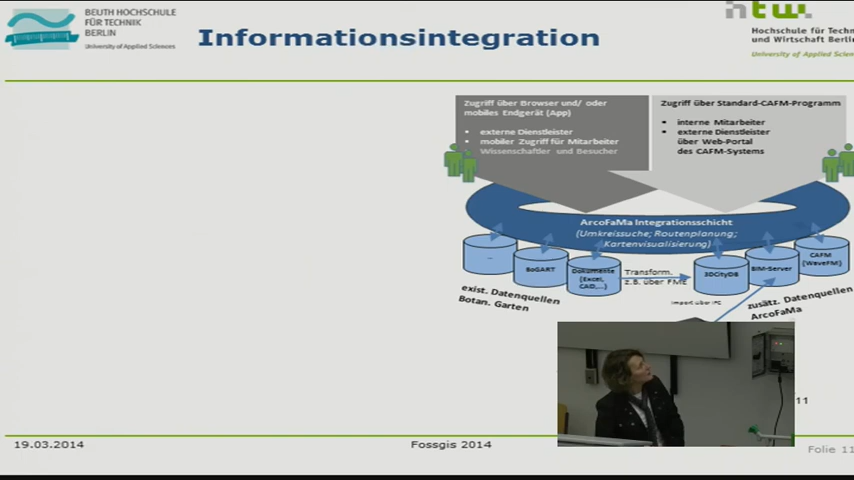 BEUTH HOCHSCHULE
FÜR TECHNIK
BERLIN
University of Applied Sciences
Informationsintegration
htw
Hochschule für Techn
und Wirtschaft Berlin
University of Applied Scien
Zugriff über Browser und/ oder
mobiles Endgerät (App)
• externe Dienstleister
• mobiler Zugriff für Mitarbeiter
Wissenschaftler und Besucher
Zugriff über Standard-CAFM-Programm
• interne Mitarbeiter
• externe Dienstleister
über Web-Portal
des CAFM-Systems
ArcoFaMa Integrationsschicht
(Umkreissuche; Routenplanung;
Kartenvisualisierung)
...
BoGART
Dokumente
(Excel,
CAD,...)
Transform.
z.B. über FME
3DCityDB
BIM-Server
CAFM
(WaveFM)
exist. Datenquellen
Botan. Garten
Import über IFC
zusätz. Datenquellen
ArcoFaMa
11
19.03.2014
Fossgis 2014
Folie 11